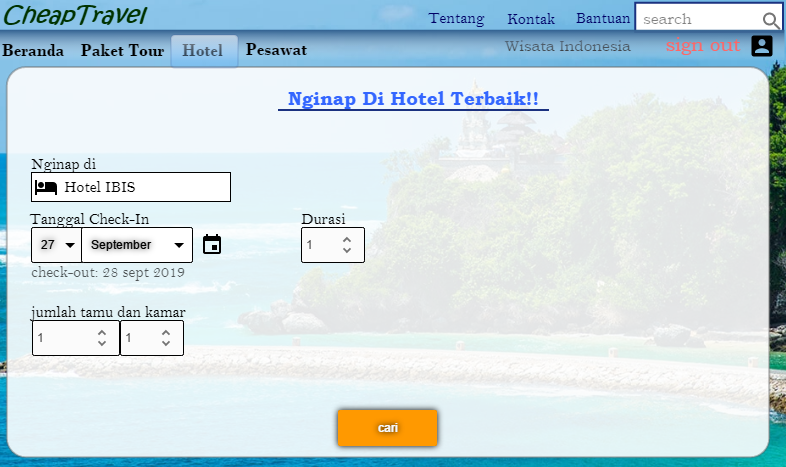 CheapTravel
Tentang Kontak Bantuan search
Beranda Paket Tour Hotel Pesawat
Wisata Indonesia sign out
Nginap Di Hotel Terbaik!!
Nginap di
Hotel IBIS
Tanggal Check-In Durasi
27 September 1
check-out: 28 sept 2019
jumlah tamu dan kamar
1 1
cari